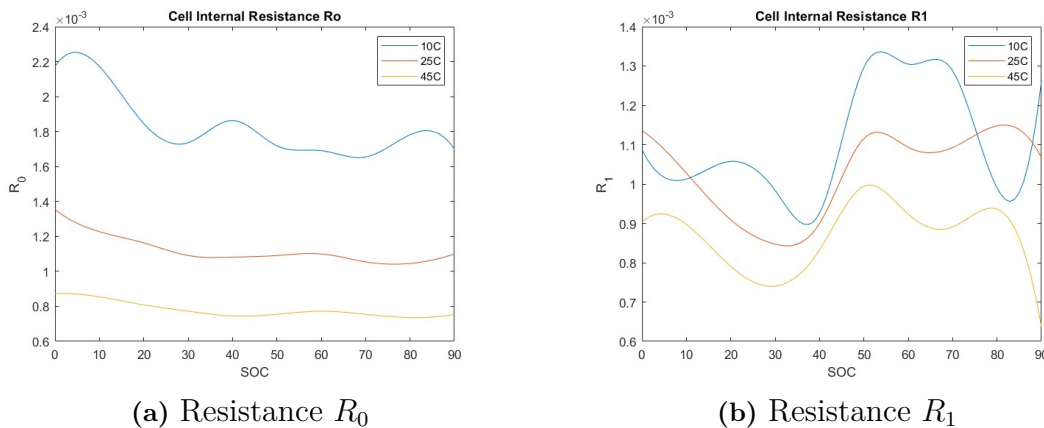 Cell Internal Resistance Ro
×10⁻³
2.4
2.2
2
1.8
1.6
1.4
1.2
1
0.8
0.6
R₀
0 10 20 30 40 50 60 70 80 90
SOC
10C
25C
45C
(a) Resistance R₀
Cell Internal Resistance R1
×10⁻³
1.4
1.3
1.2
1.1
1.0
0.9
0.8
0.7
0.6
R₁
0 10 20 30 40 50 60 70 80 90
SOC
10C
25C
45C
(b) Resistance R₁